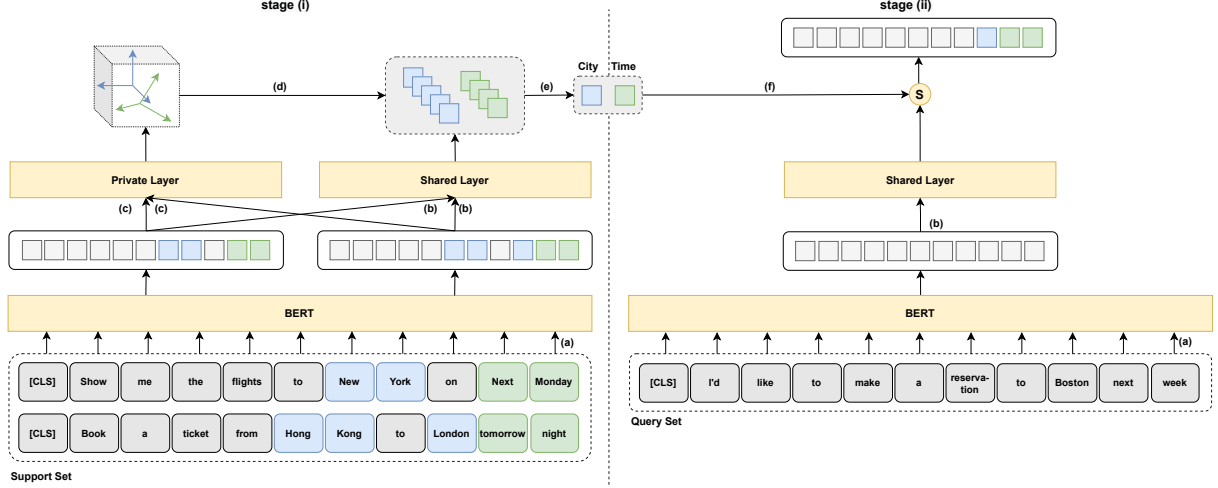 stage (i)
stage (ii)
City Time
(d)
(e)
(f)
S
Private Layer
Shared Layer
Shared Layer
(c) (c)
(b) (b)
(b)
BERT
BERT
(a)
(a)
[CLS] Show me the flights to New York on Next Monday
[CLS] Book a ticket from Hong Kong to London tomorrow night
Support Set
[CLS] I'd like to make a reserva-
tion to Boston next week
Query Set